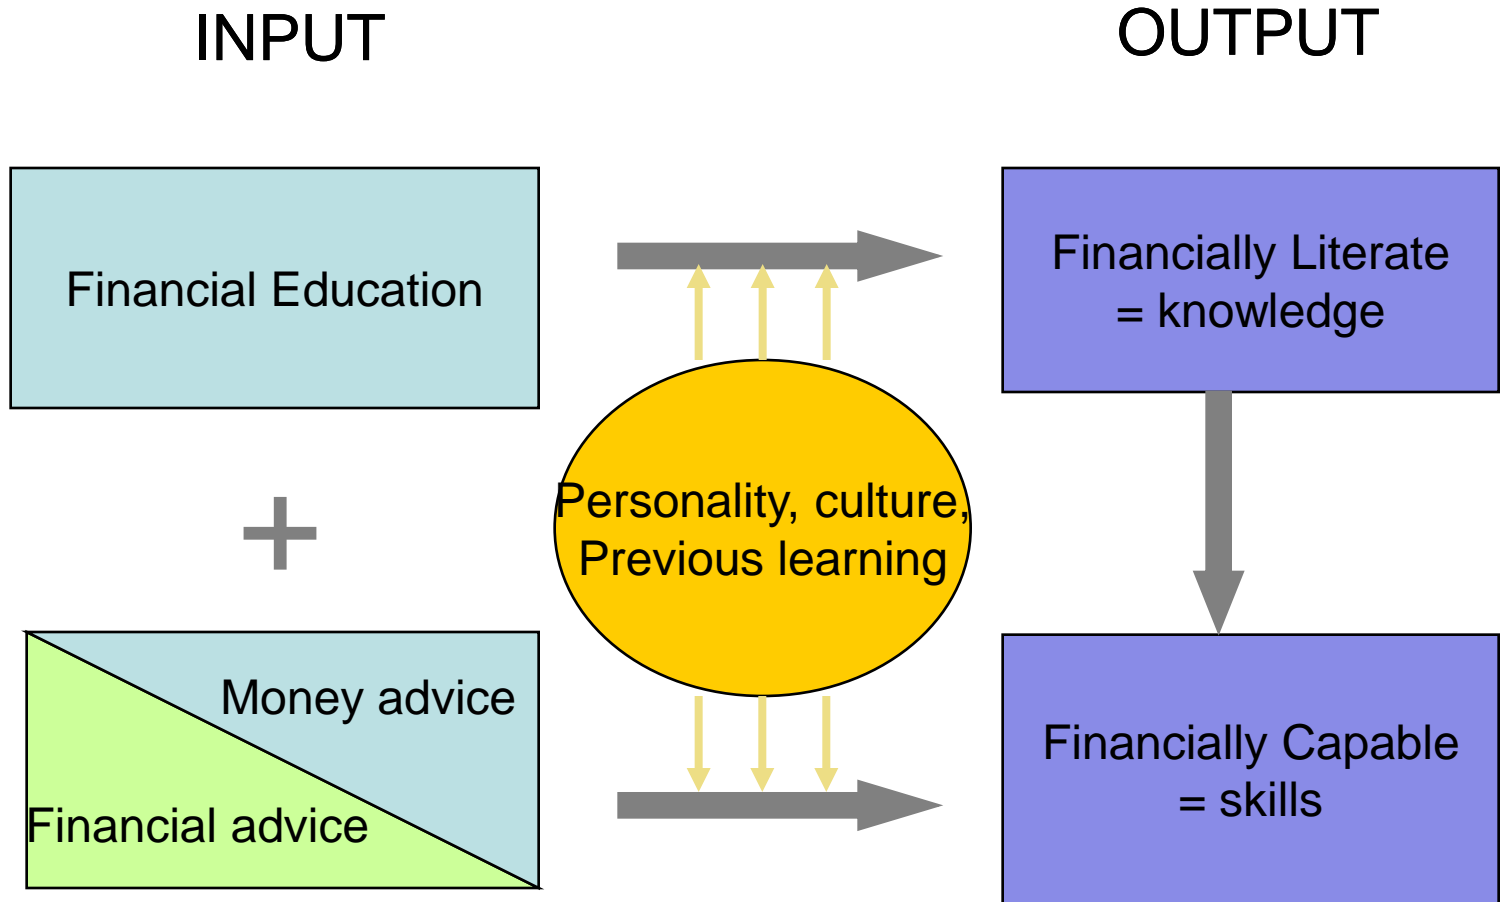 INPUT
OUTPUT
Financial Education
Financially Literate
= knowledge
+
Personality, culture,
Previous learning
Money advice
Financial advice
Financially Capable
= skills